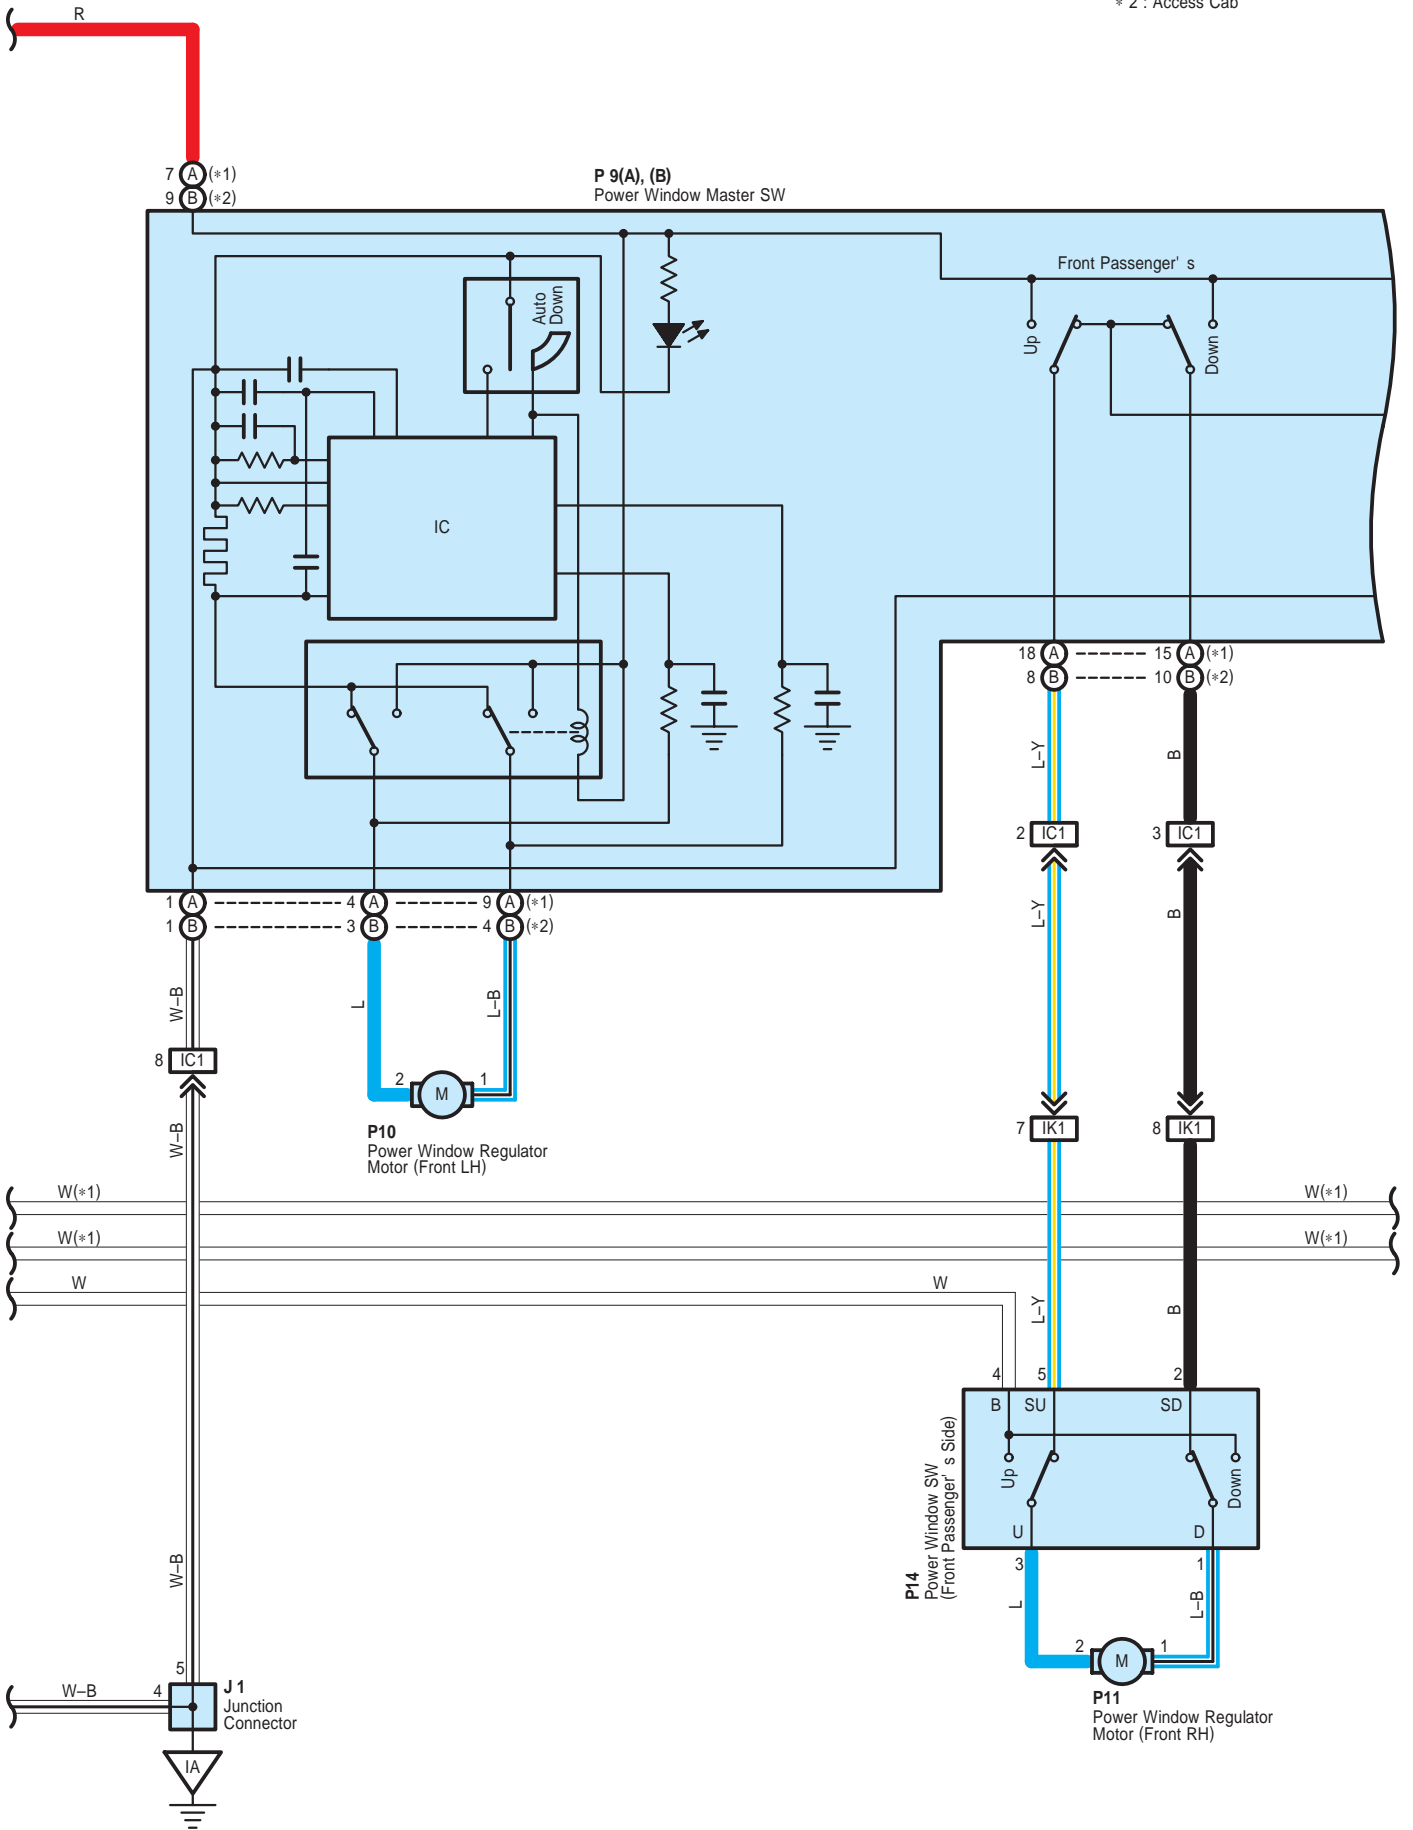 * 2 : Access Cab
R
7 A (*1)
9 B (*2)
P 9(A), (B)
Power Window Master SW
Front Passenger' s
Auto
Down
Up
Down
IC
18 A
15 A (*1)
8 B
10 B (*2)
L–Y
B
2 IC1
3 IC1
L–Y
B
1 A
4 A
9 A (*1)
1 B
3 B
4 B (*2)
W–B
L
L–B
8 IC1
2
M
1
7 IK1
8 IK1
W–B
P10
Power Window Regulator
Motor (Front LH)
W(*1)
W(*1)
W(*1)
W(*1)
W
W
L–Y
B
4
5
2
B
SU
SD
Up
Down
U
D
P14
Power Window SW
(Front Passenger' s Side)
3
1
L
L–B
W–B
2
M
1
P11
Power Window Regulator
Motor (Front RH)
5
W–B
4
J 1
Junction
Connector
IA